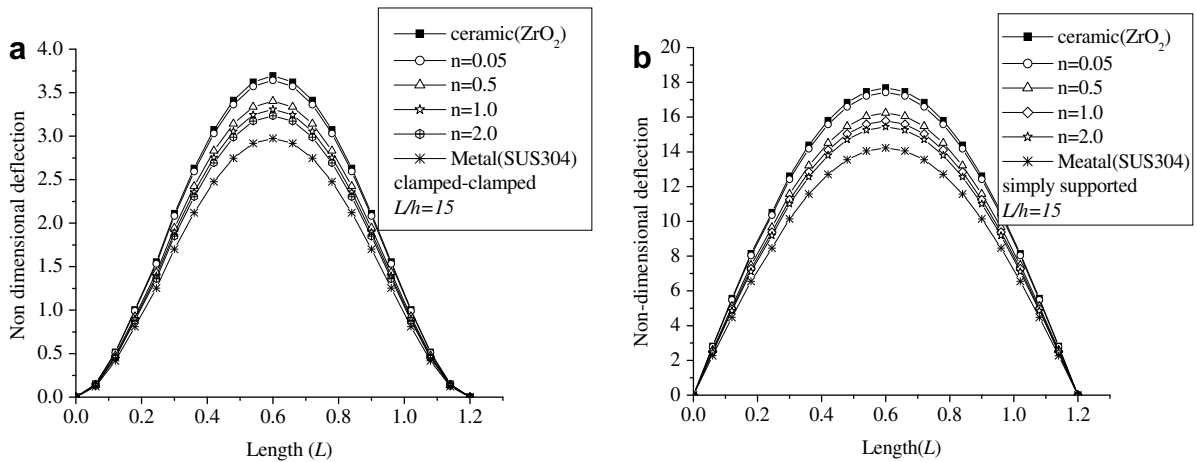 a
ceramic(ZrO2)
n=0.05
n=0.5
n=1.0
n=2.0
Metal(SUS304)
clamped-clamped
L/h=15
4.0
3.5
3.0
2.5
2.0
1.5
1.0
0.5
0.0
Non dimensional deflection
0.0 0.2 0.4 0.6 0.8 1.0 1.2
Length (L)
b
ceramic(ZrO2)
n=0.05
n=0.5
n=1.0
n=2.0
Meatal(SUS304)
simply supported
L/h=15
20
18
16
14
12
10
8
6
4
2
0
Non-dimensional deflection
0.0 0.2 0.4 0.6 0.8 1.0 1.2
Length(L)